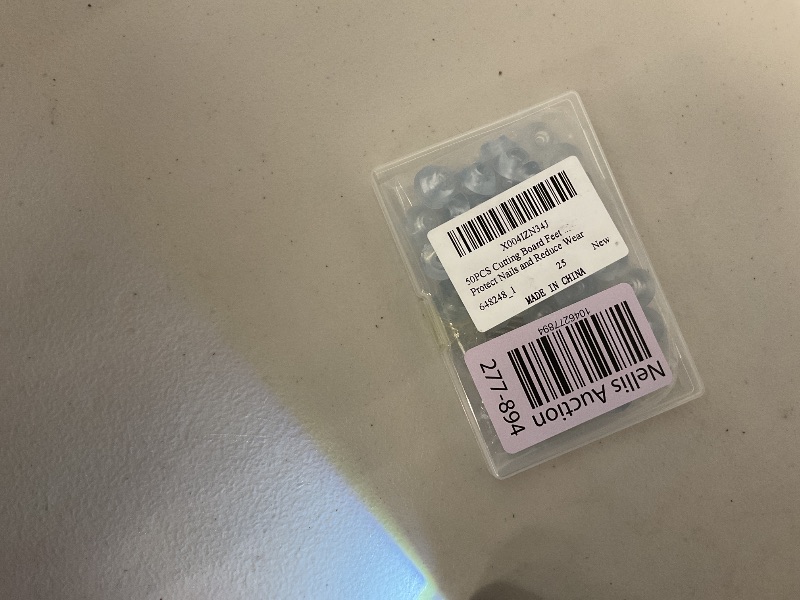 X004IZN34J
50PCS Cutting Board Feet ...
Protect Nails and Reduce Wear
New
648248_1
25
MADE IN CHINA
1046277894
Nellis Auction
277-894